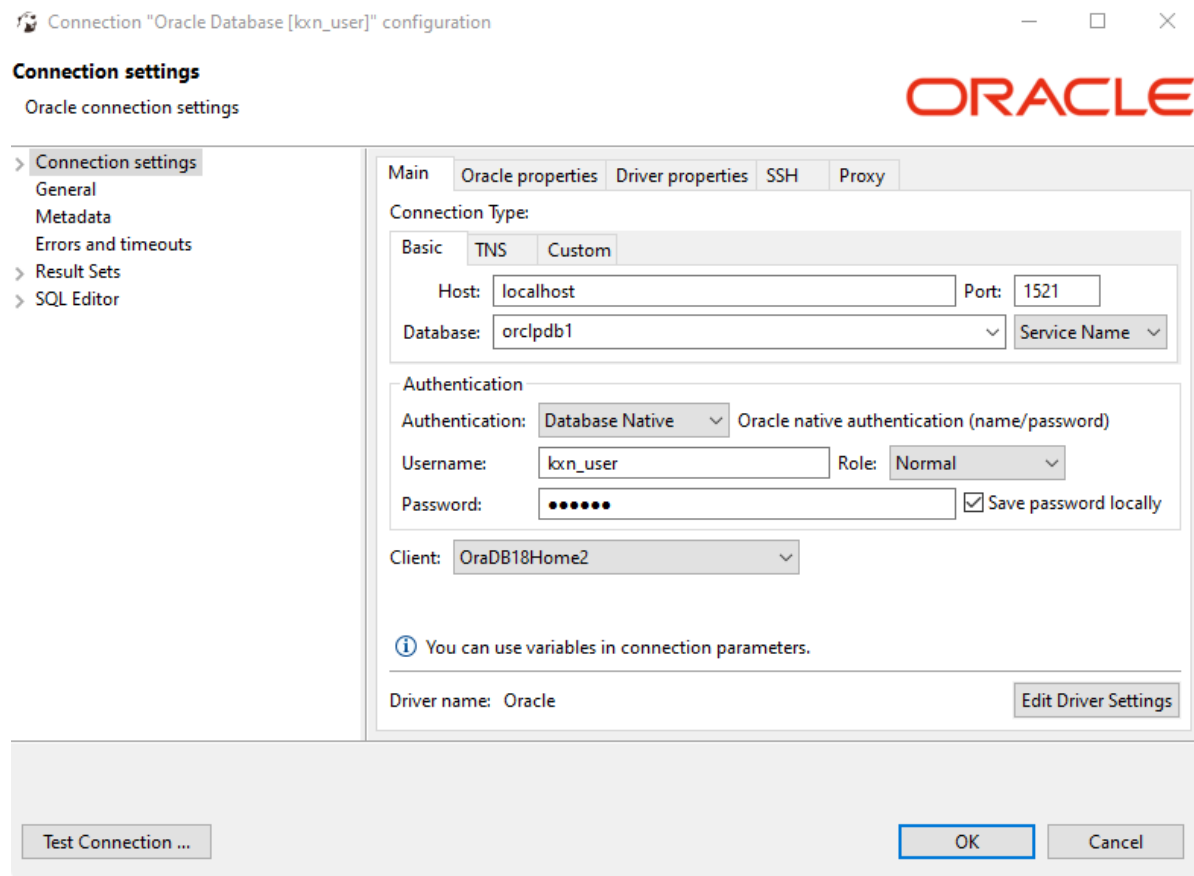 Connection "Oracle Database [kxn_user]" configuration
Connection settings
Oracle connection settings
ORACLE
Connection settings
General
Metadata
Errors and timeouts
Result Sets
SQL Editor
Main Oracle properties Driver properties SSH Proxy
Connection Type:
Basic TNS Custom
Host: localhost Port: 1521
Database: orclpdb1 Service Name
Authentication
Authentication: Database Native Oracle native authentication (name/password)
Username: kxn_user Role: Normal
Password: •••••• Save password locally
Client: OraDB18Home2
You can use variables in connection parameters.
Driver name: Oracle Edit Driver Settings
Test Connection ... OK Cancel